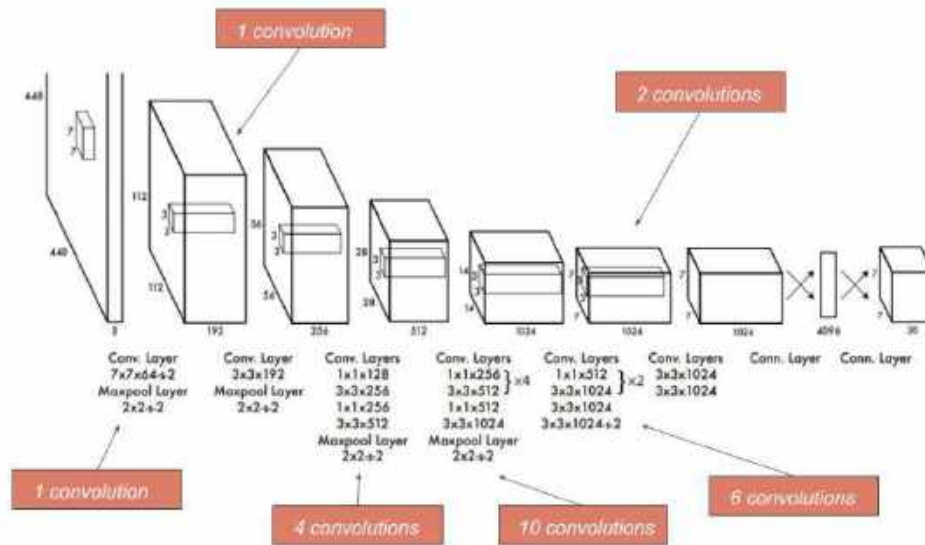 1 convolution
2 convolutions
448
7
7
448
3
112
3
3
112
192
56
3
3
56
256
28
3
3
28
512
14
3
3
14
1024
7
3
3
7
1024
7
7
1024
4096
7
7
30
Conv. Layer
7x7x64-s-2
Maxpool Layer
2x2-s-2
Conv. Layer
3x3x192
Maxpool Layer
2x2-s-2
Conv. Layers
1x1x128
3x3x256
1x1x256
3x3x512
Maxpool Layer
2x2-s-2
Conv. Layers
1x1x256
3x3x512
}×4
1x1x512
3x3x1024
Maxpool Layer
2x2-s-2
Conv. Layers
1x1x512
3x3x1024
}×2
3x3x1024
3x3x1024-s-2
Conv. Layers
3x3x1024
3x3x1024
Conn. Layer
Conn. Layer
1 convolution
4 convolutions
10 convolutions
6 convolutions